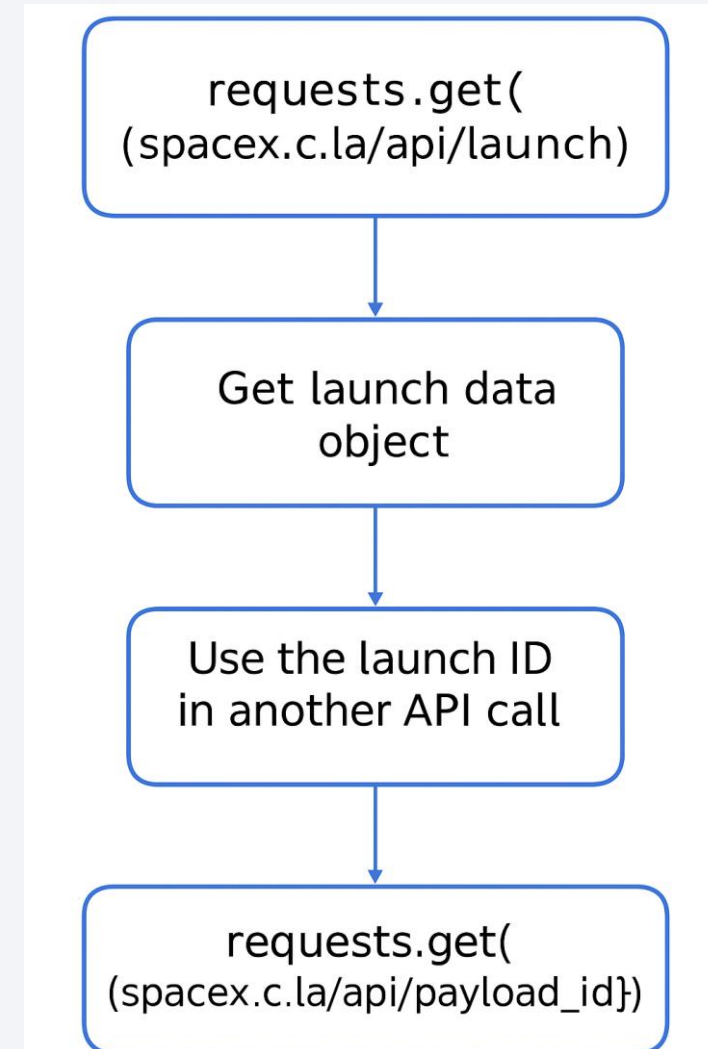 requests.get(
(spacex.c.la/api/launch)
Get launch data
object
Use the launch ID
in another API call
requests.get(
(spacex.c.la/api/payload_id})